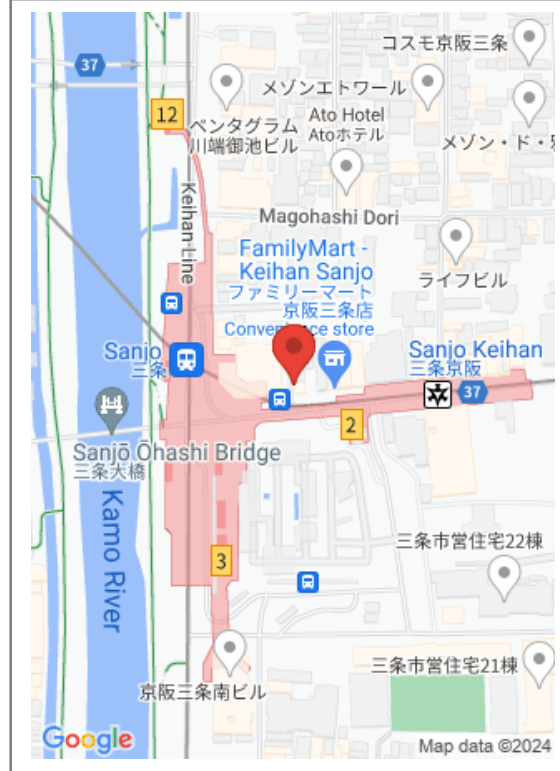 コスモ京阪三条
37
メゾンエトワール
12
ペンタグラム
川端御池ビル
Ato Hotel
Atoホテル
メゾン・ド・
Keihan Line
Magohashi Dori
FamilyMart -
Keihan Sanjo
ファミリーマート
京阪三条店
Convenience store
ライフビル
Sanjo
三条
Sanjo Keihan
三条京阪
37
2
Sanjō Ōhashi Bridge
三条大橋
Kamo River
3
三条市営住宅22棟
三条市営住宅21棟
京阪三条南ビル
Google
Map data ©2024